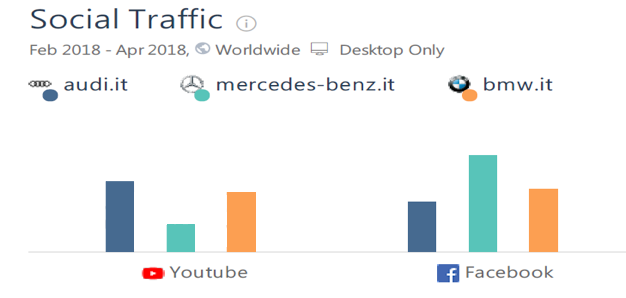 Social Traffic
Feb 2018 - Apr 2018, Worldwide Desktop Only
audi.it mercedes-benz.it bmw.it
Youtube Facebook